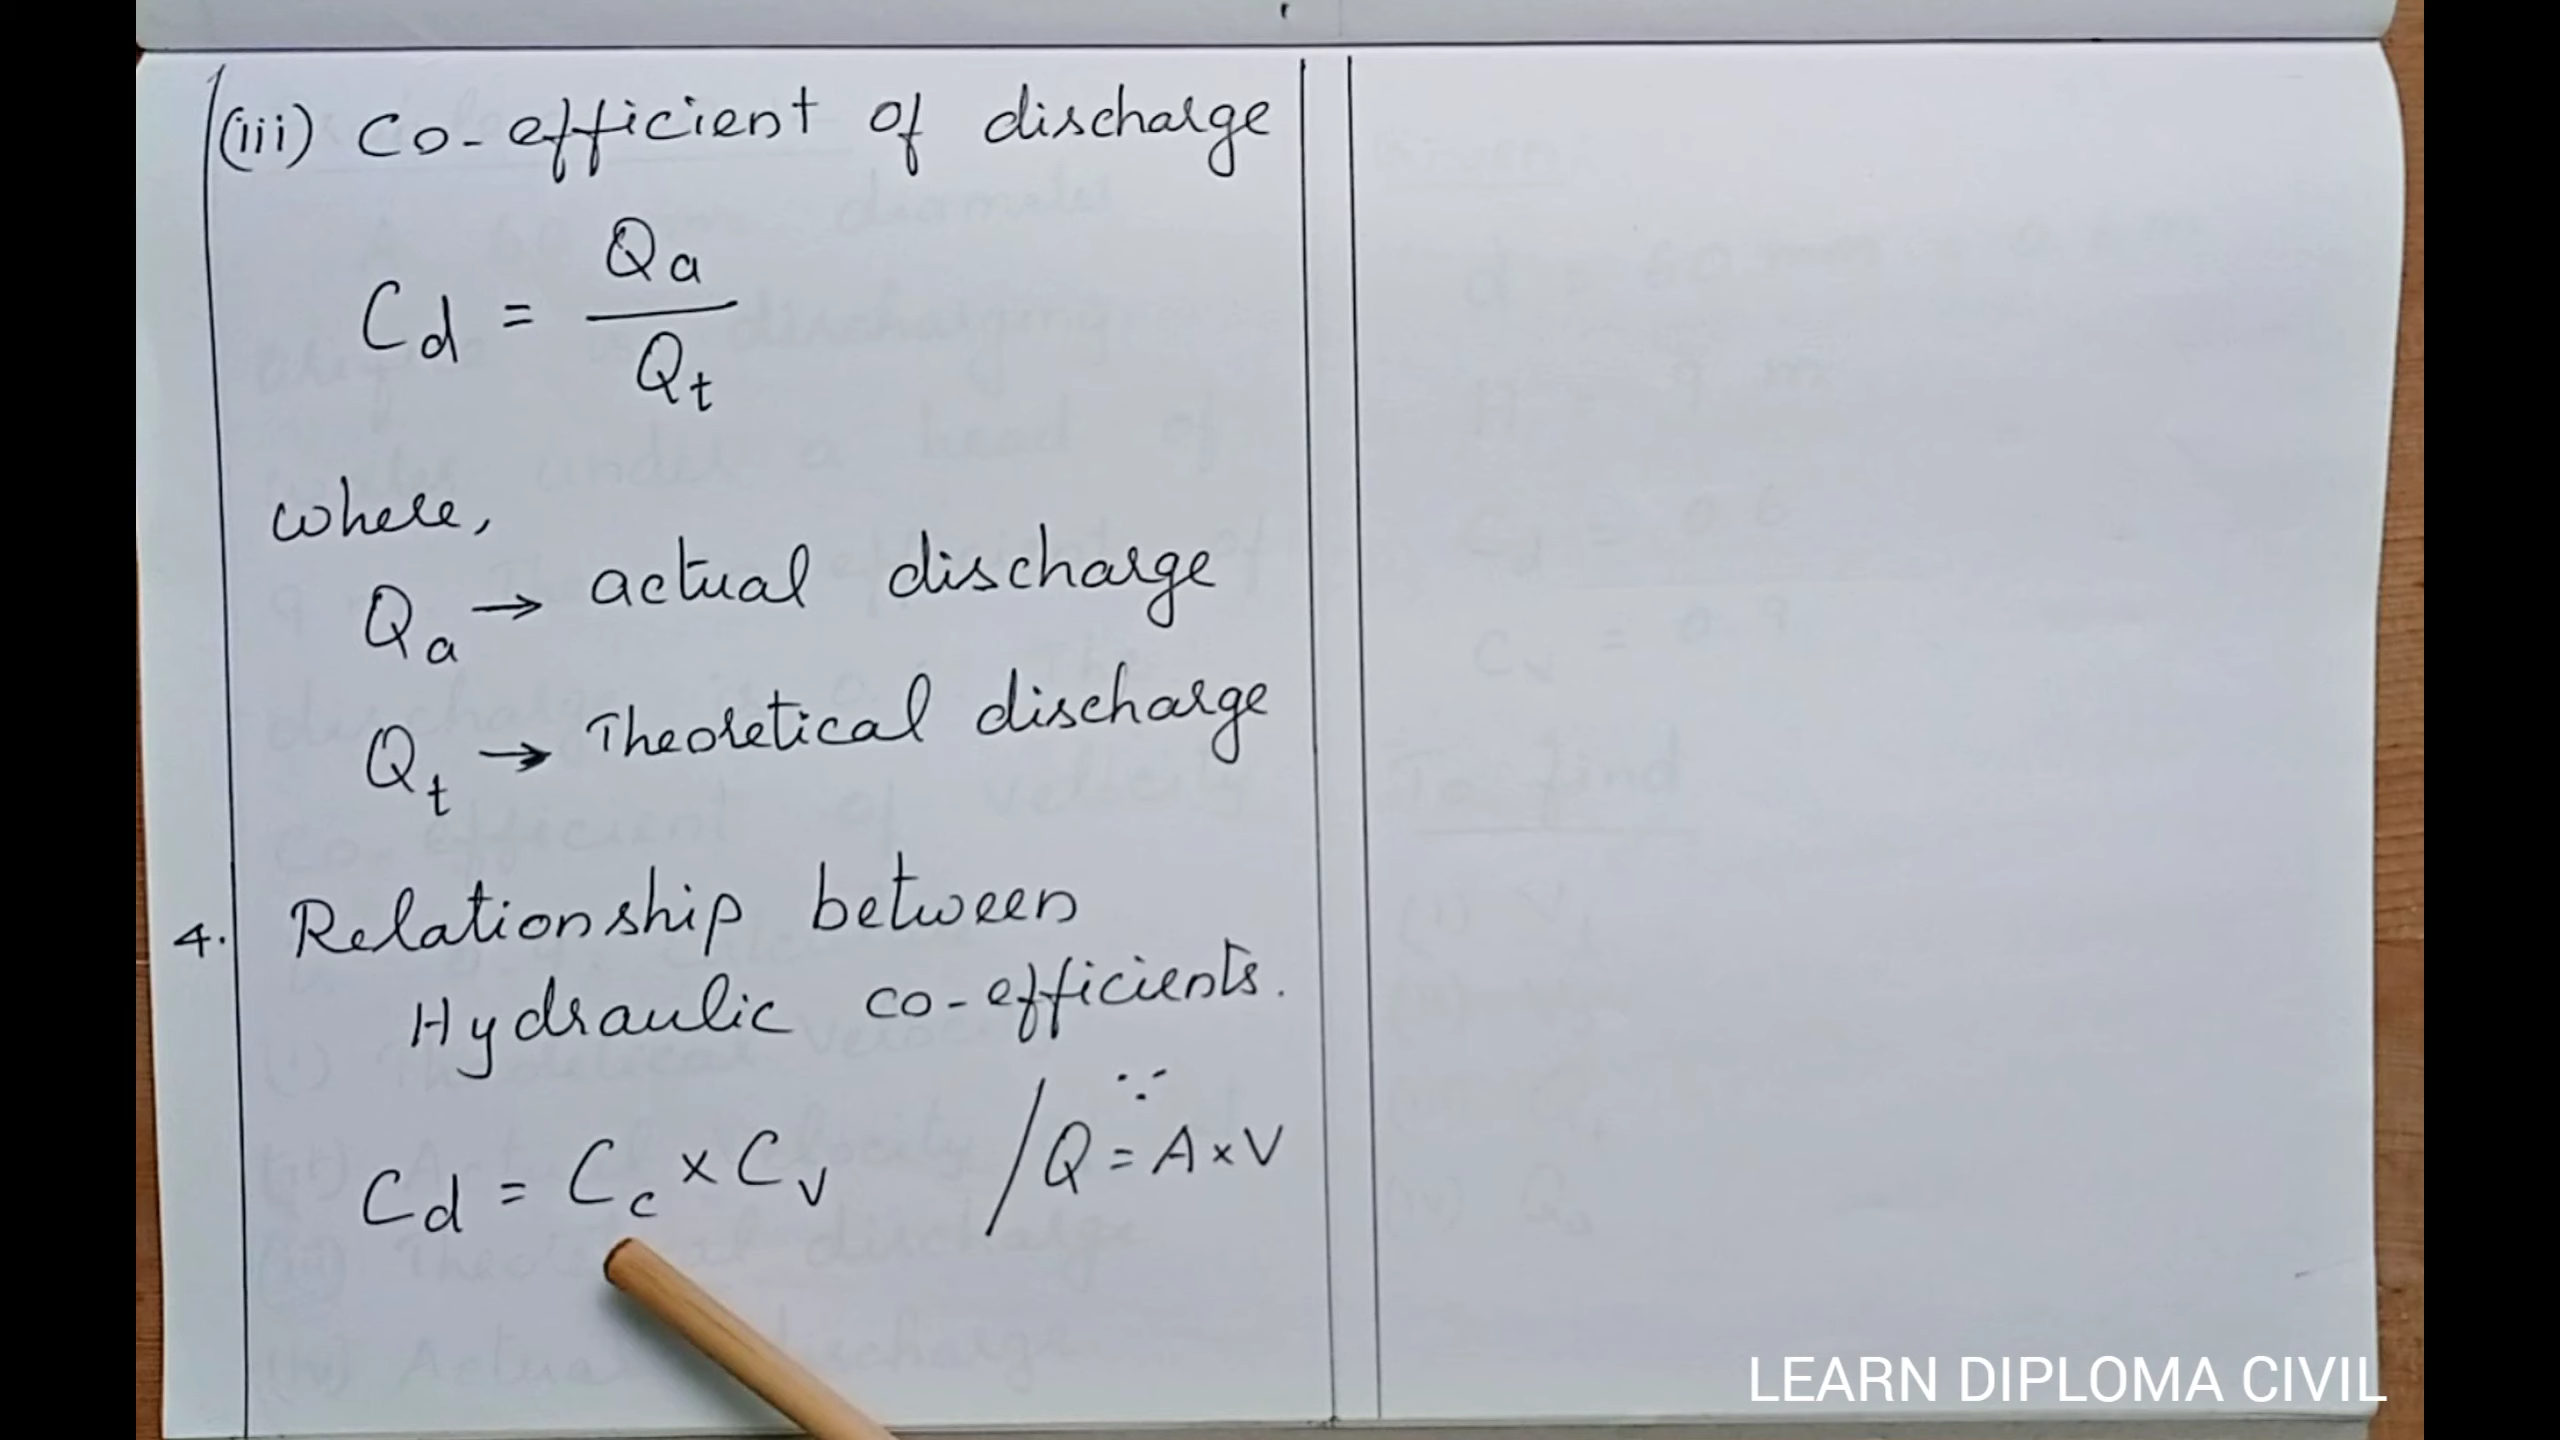 (iii) Co-efficient of discharge
Cd = Qa / Qt
where,
Qa → actual discharge
Qt → Theoretical discharge
4. Relationship between
Hydraulic co-efficients.
Cd = Cc × Cv / ∵ Q = A × V
LEARN DIPLOMA CIVIL